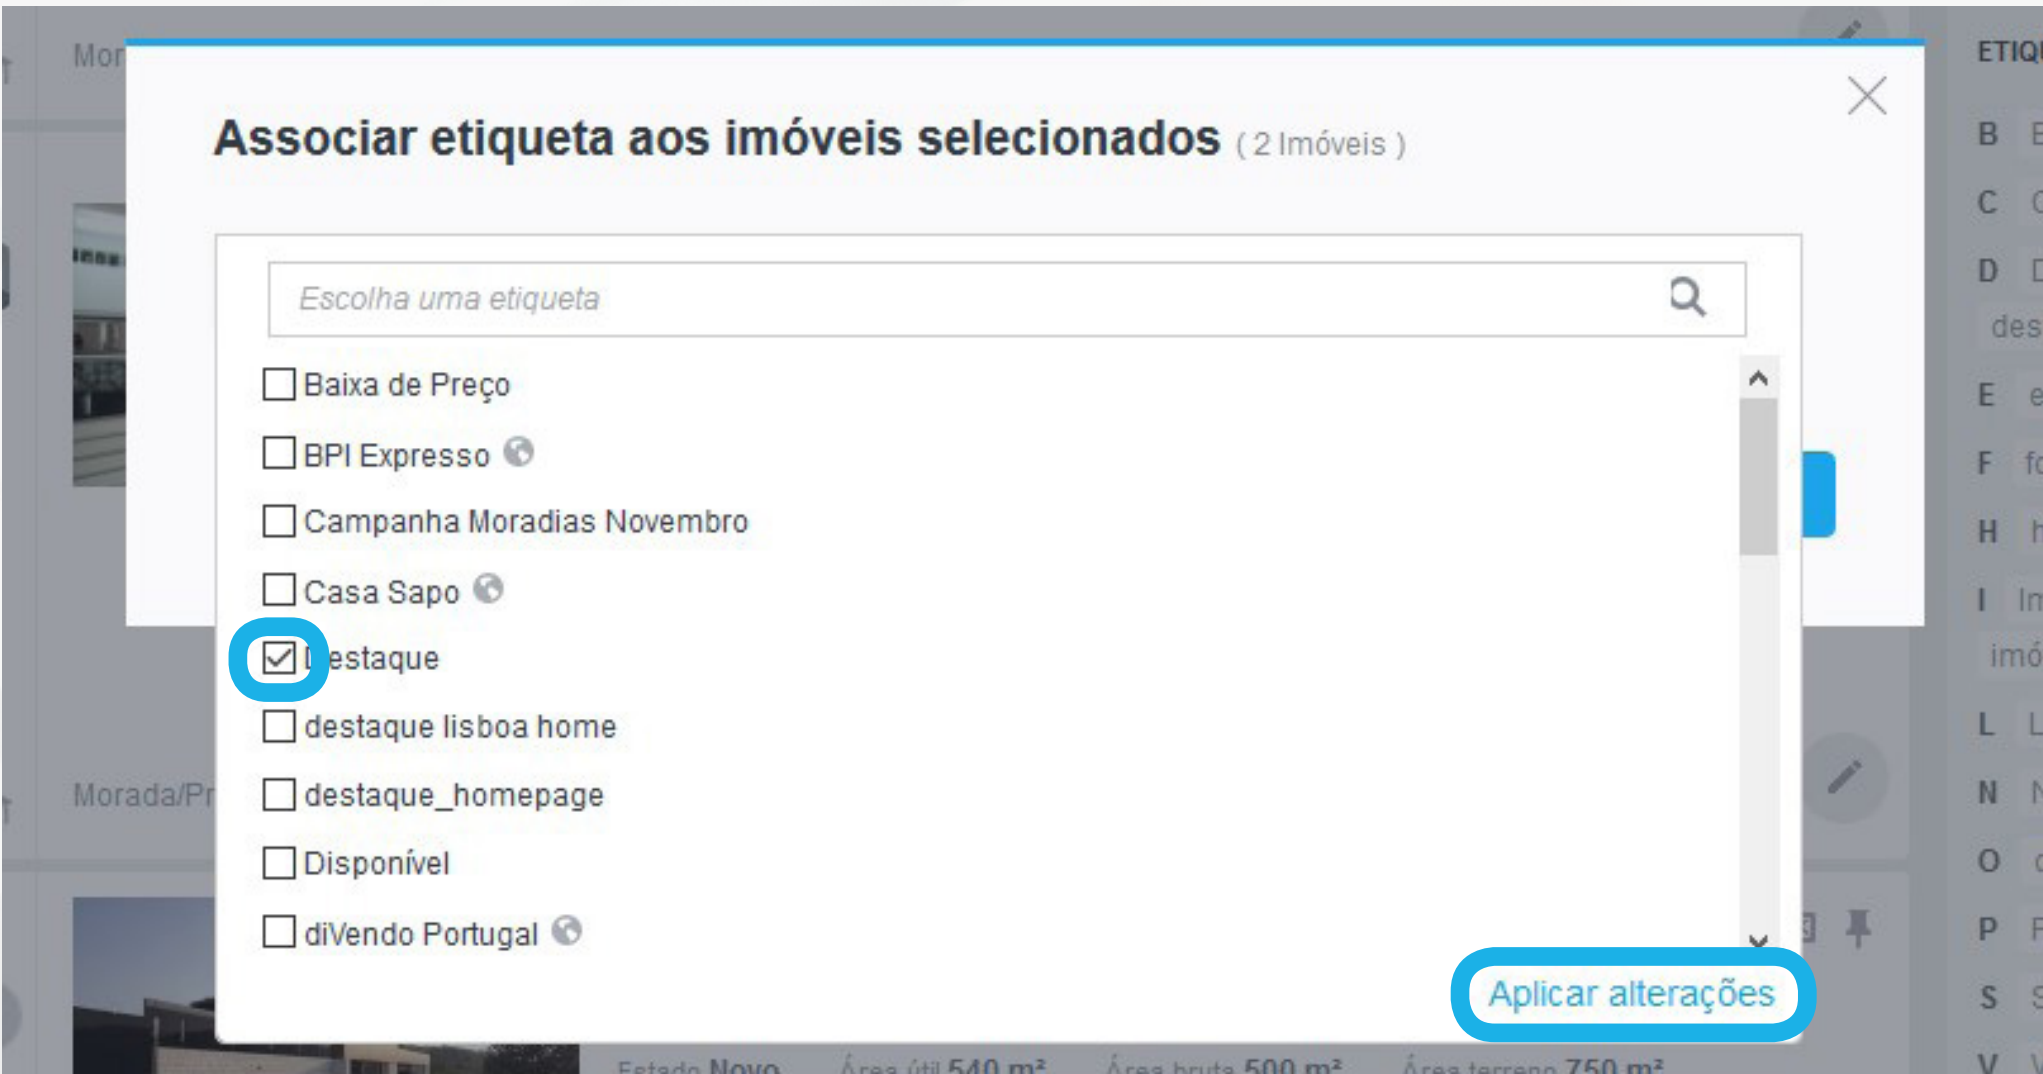 ETIQ
Associar etiqueta aos imóveis selecionados ( 2 Imóveis )
B
C
Escolha uma etiqueta
D
des
Baixa de Preço
E
BPI Expresso
F
Campanha Moradias Novembro
H
Casa Sapo
I
Destaque
imó
destaque lisboa home
L
Morada/Pr
destaque_homepage
N
Disponível
O
diVendo Portugal
P
Aplicar alterações
S
Estado Novo Área útil 540 m² Área bruta 500 m² Área terreno 750 m²
V